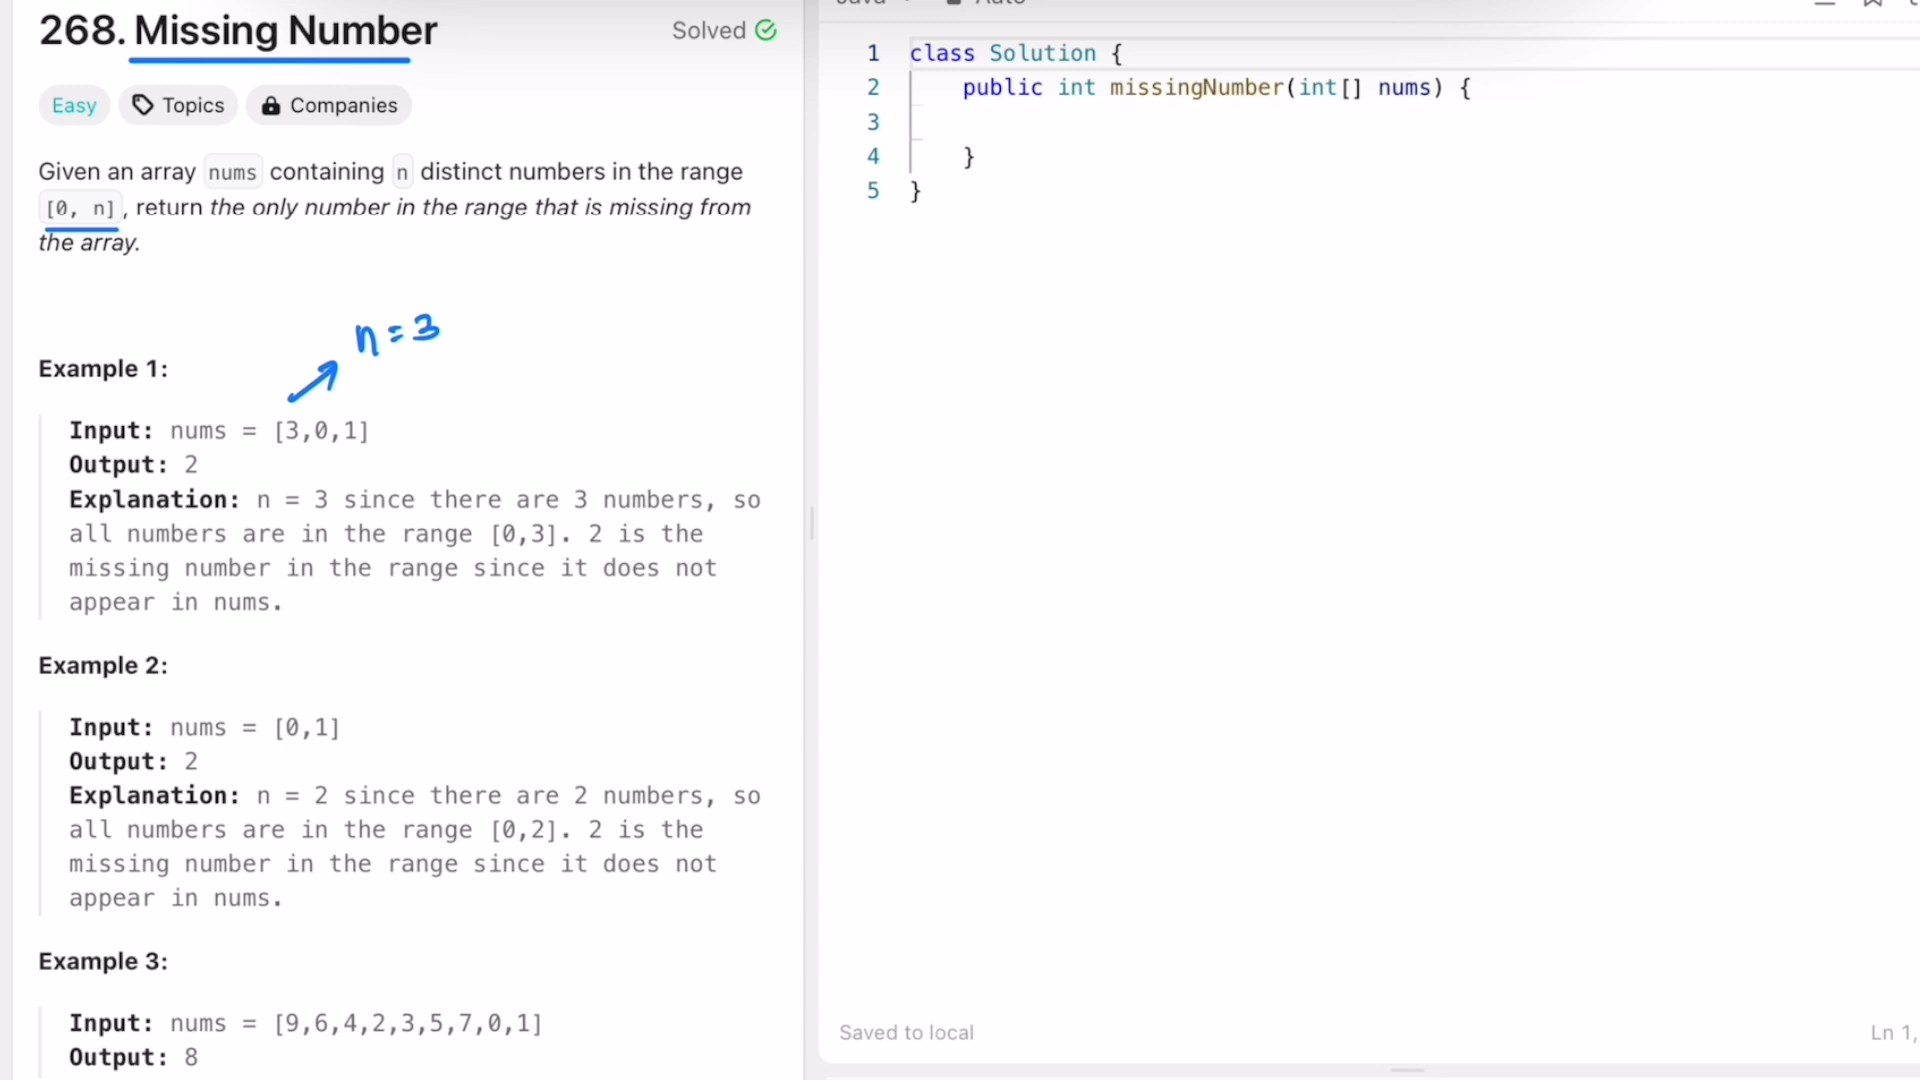 268. Missing Number
Solved
Easy
Topics
Companies
Given an array nums containing n distinct numbers in the range
[0, n], return the only number in the range that is missing from
the array.
n = 3
Example 1:
Input: nums = [3,0,1]
Output: 2
Explanation: n = 3 since there are 3 numbers, so
all numbers are in the range [0,3]. 2 is the
missing number in the range since it does not
appear in nums.
Example 2:
Input: nums = [0,1]
Output: 2
Explanation: n = 2 since there are 2 numbers, so
all numbers are in the range [0,2]. 2 is the
missing number in the range since it does not
appear in nums.
Example 3:
Input: nums = [9,6,4,2,3,5,7,0,1]
Output: 8
Java
Auto
1 class Solution {
2 public int missingNumber(int[] nums) {
3
4 }
5 }
Saved to local
Ln 1,